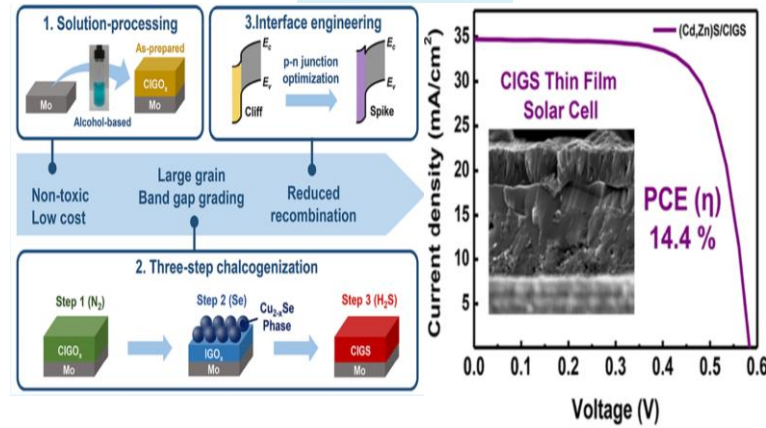 1. Solution-processing
As-prepared
CIGOₓ
Mo
Mo
Alcohol-based
3.Interface engineering
E꜀
Eᵥ
p-n junction
optimization
E꜀
Eᵥ
Cliff
Spike
Non-toxic
Low cost
Large grain
Band gap grading
Reduced
recombination
2. Three-step chalcogenization
Step 1 (N₂)
CIGOₓ
Mo
Step 2 (Se)
Cu₂₋ₓSe
Phase
IGOₓ
Mo
Step 3 (H₂S)
CIGS
Mo
Current density (mA/cm²)
35
30
25
20
15
10
5
(Cd,Zn)S/CIGS
CIGS Thin Film
Solar Cell
PCE (η)
14.4 %
0.0 0.1 0.2 0.3 0.4 0.5 0.6
Voltage (V)